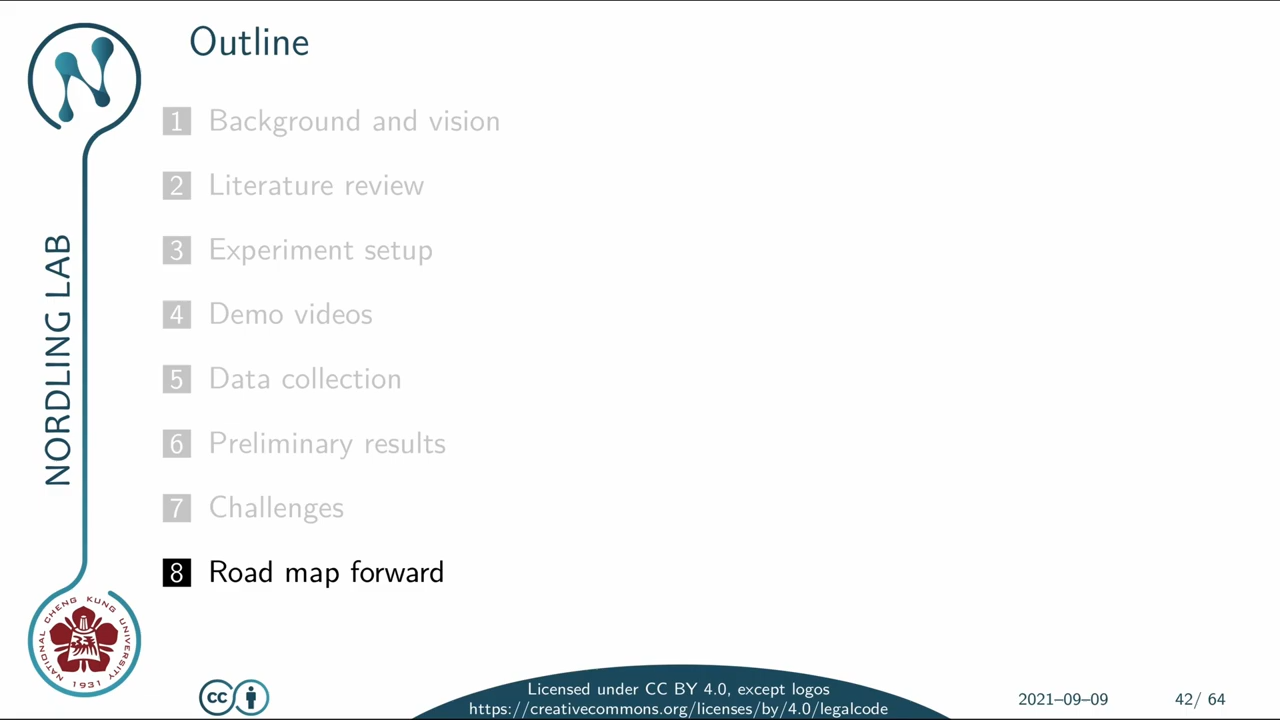 Outline
1 Background and vision
2 Literature review
3 Experiment setup
4 Demo videos
5 Data collection
6 Preliminary results
7 Challenges
8 Road map forward
NORDLING LAB
NATIONAL CHENG KUNG UNIVERSITY
1931
cc
Licensed under CC BY 4.0, except logos
https://creativecommons.org/licenses/by/4.0/legalcode
2021–09–09
42/ 64